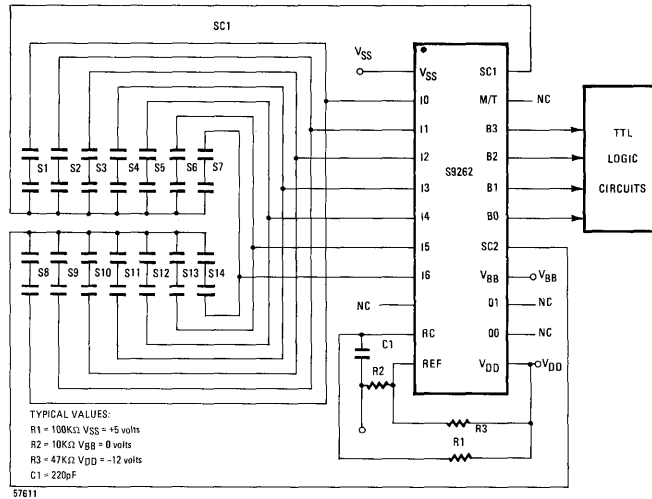 SC1
VSS
VSS
SC1
I0
M/T
NC
I1
B3
TTL
I2
B2
LOGIC
S9262
I3
B1
CIRCUITS
I4
B0
I5
SC2
I6
VBB
VBB
NC
D1
NC
RC
D0
NC
REF
VDD
VDD
S1 S2 S3 S4 S5 S6 S7
S8 S9 S10 S11 S12 S13 S14
C1
R2
R3
R1
TYPICAL VALUES:
R1 = 100KΩ VSS = +5 volts
R2 = 10KΩ VBB = 0 volts
R3 = 47KΩ VDD = -12 volts
C1 = 220pF
57611